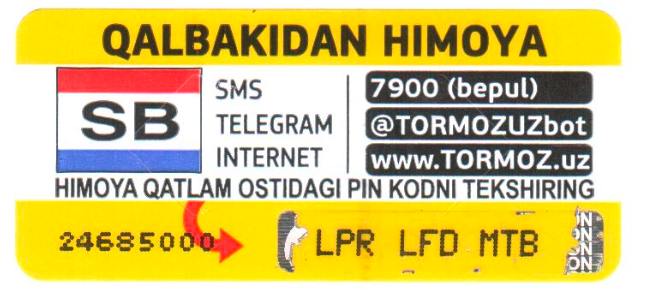 QALBAKIDAN HIMOYA
SB
SMS 7900 (bepul)
TELEGRAM @TORMOZUZbot
INTERNET www.TORMOZ.uz
HIMOYA QATLAM OSTIDAGI PIN KODNI TEKSHIRING
24685000 LPR LFD MTB